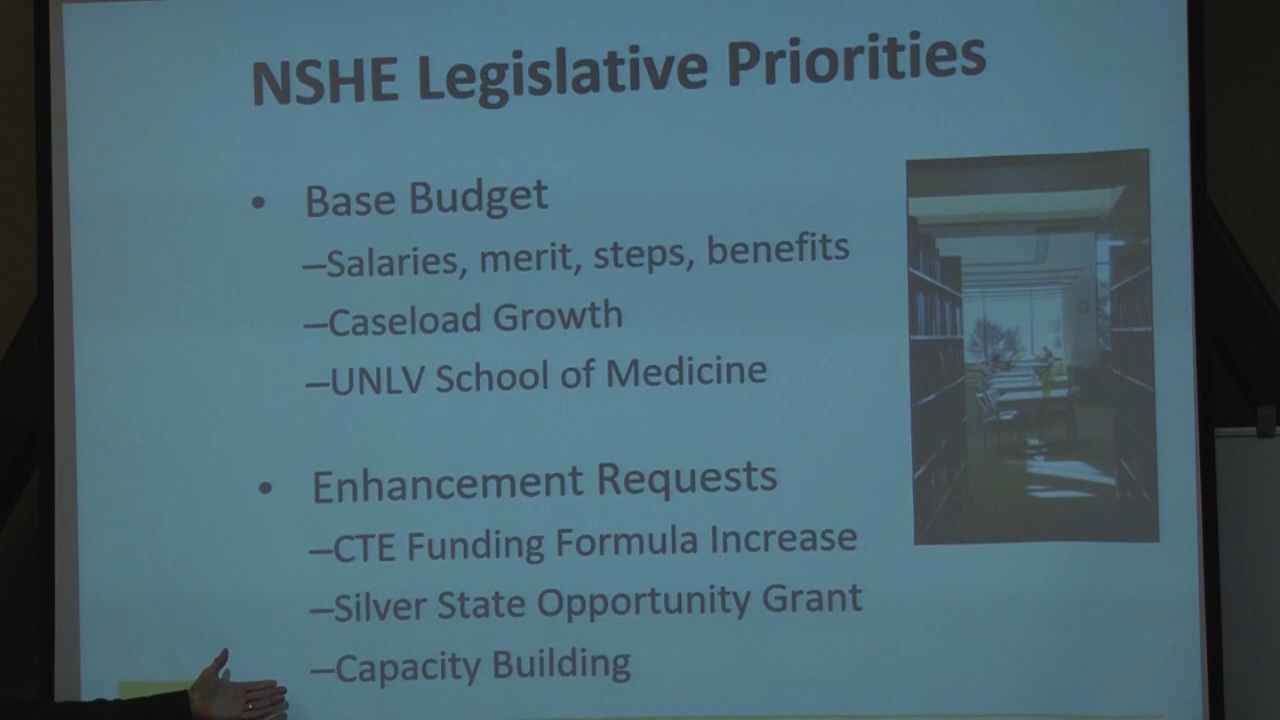 NSHE Legislative Priorities
• Base Budget
–Salaries, merit, steps, benefits
–Caseload Growth
–UNLV School of Medicine
• Enhancement Requests
–CTE Funding Formula Increase
–Silver State Opportunity Grant
–Capacity Building